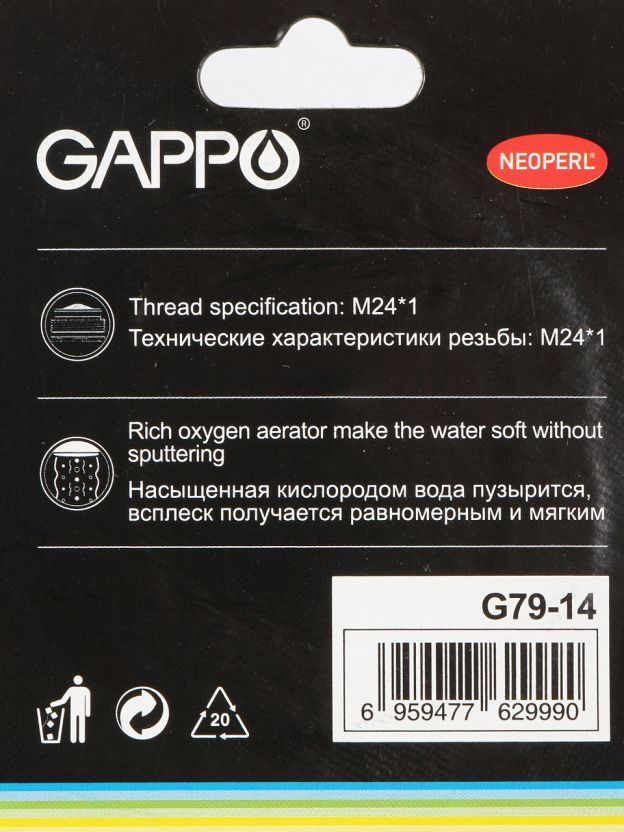 GAPPO®
NEOPERL®
Thread specification: M24*1
Технические характеристики резьбы: M24*1
Rich oxygen aerator make the water soft without
sputtering
Насыщенная кислородом вода пузырится,
всплеск получается равномерным и мягким
G79-14
6 959477 629990
20